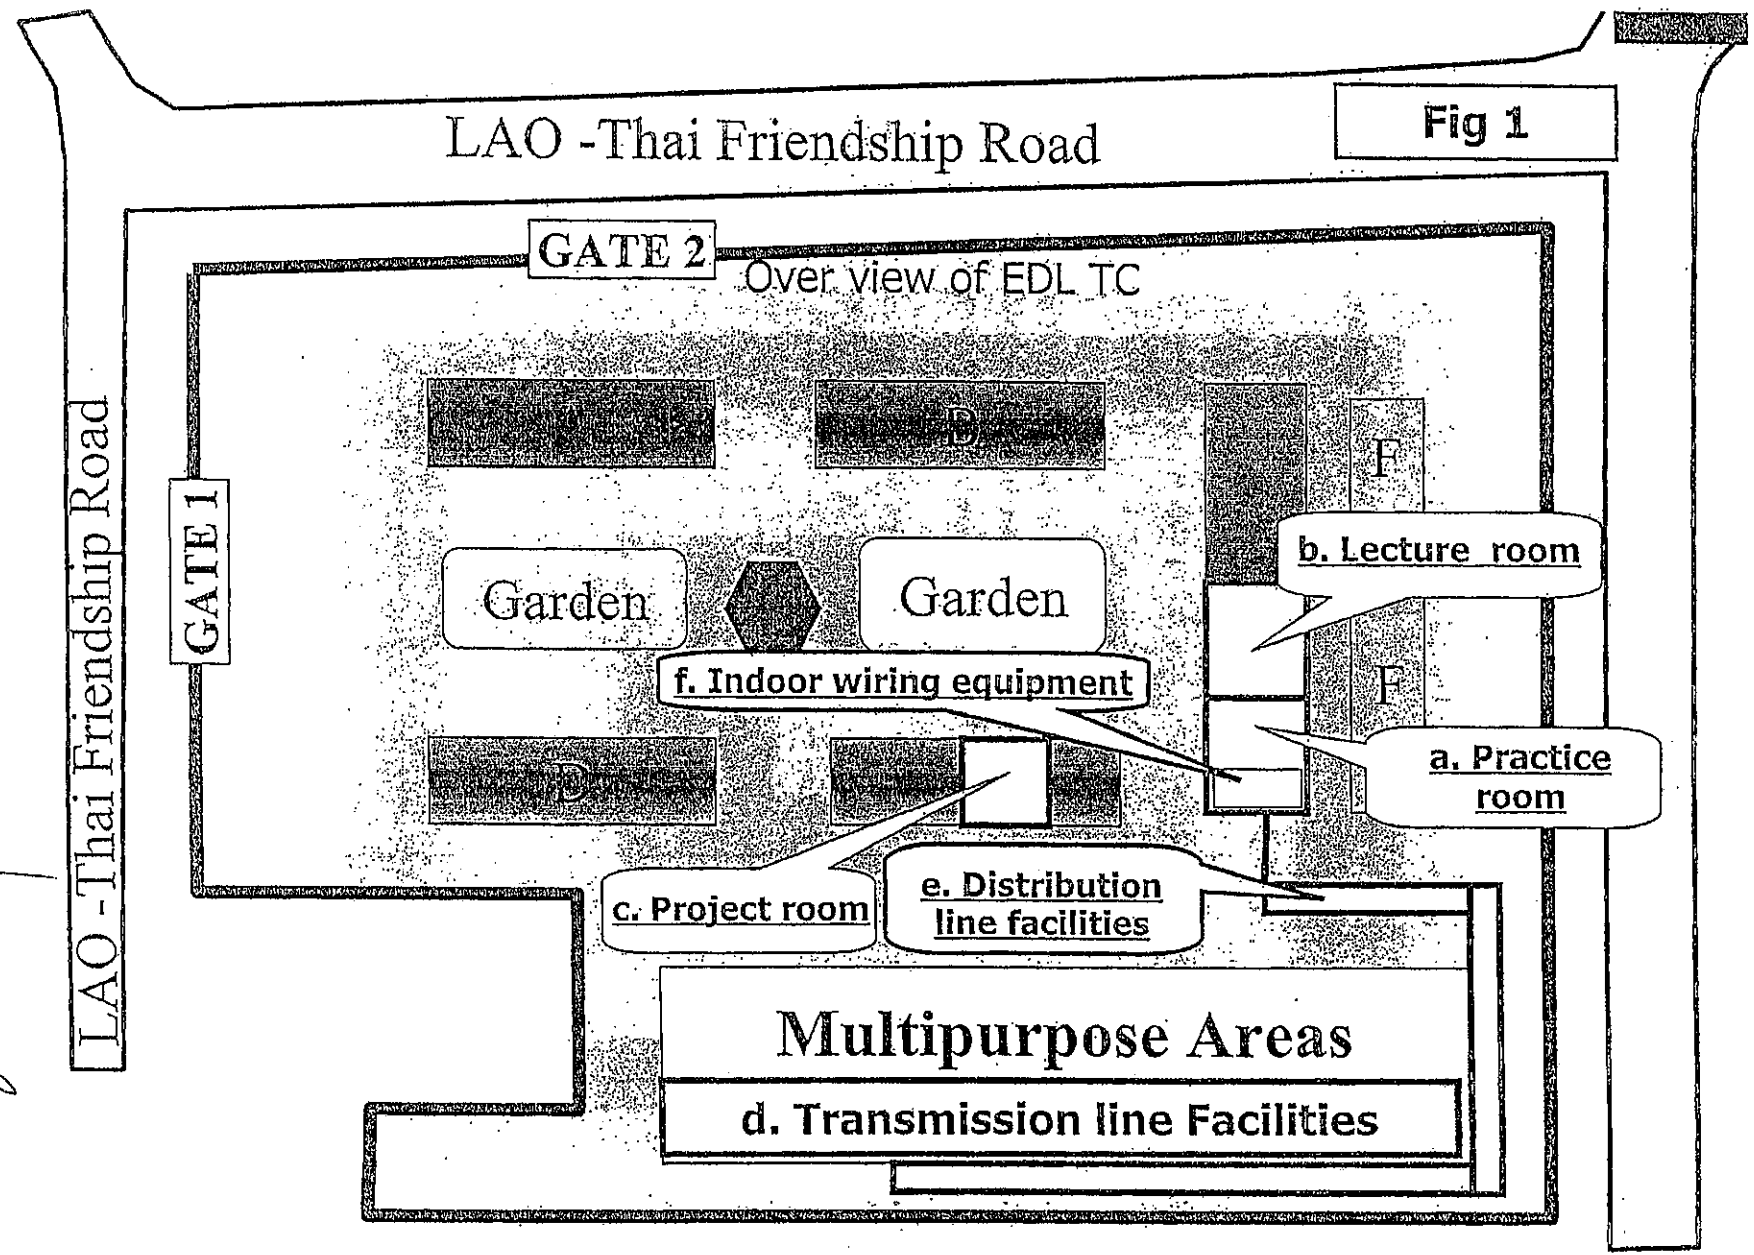 Fig 1
LAO -Thai Friendship Road
GATE 2
Over view of EDL TC
D
F
LAO -Thai Friendship Road
GATE 1
b. Lecture room
Garden
Garden
f. Indoor wiring equipment
F
a. Practice
room
D
c. Project room
e. Distribution
line facilities
Multipurpose Areas
d. Transmission line Facilities